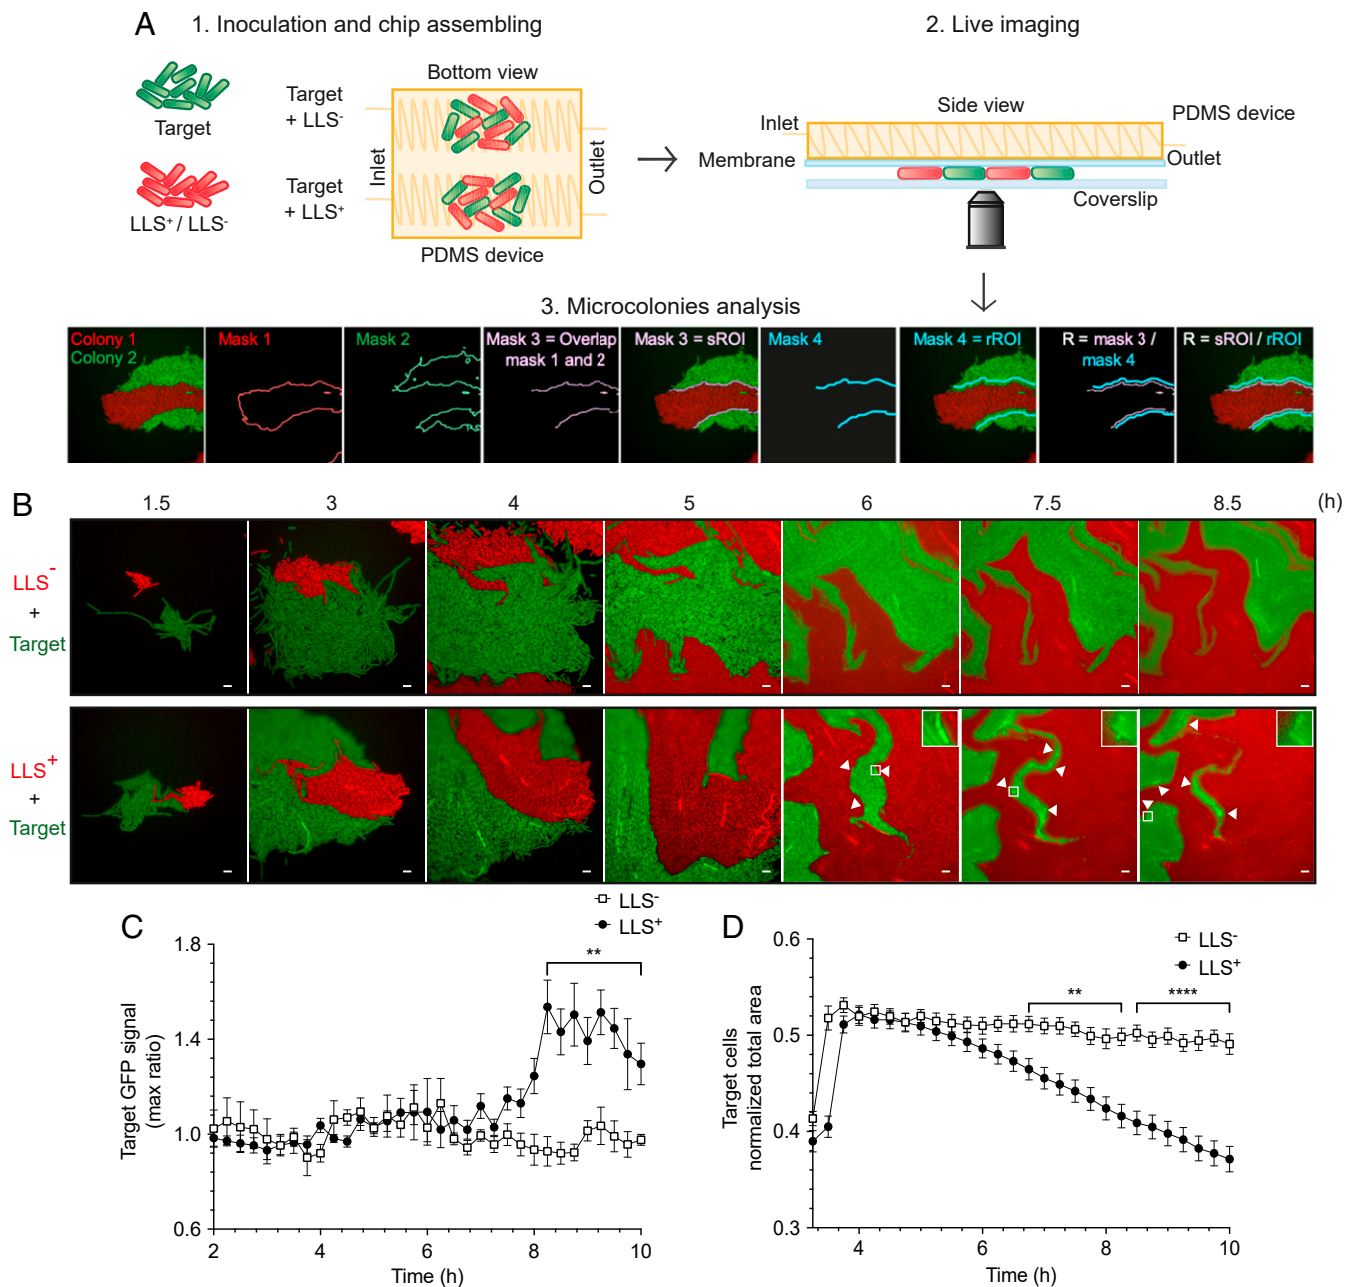 A
1. Inoculation and chip assembling
2. Live imaging
Target
LLS+ / LLS-
Target
+ LLS-
Target
+ LLS+
Bottom view
Inlet
Outlet
PDMS device
Side view
PDMS device
Inlet
Membrane
Outlet
Coverslip
3. Microcolonies analysis
Colony 1
Colony 2
Mask 1
Mask 2
Mask 3 = Overlap
mask 1 and 2
Mask 3 = sROI
Mask 4
Mask 4 = rROI
R = mask 3 /
mask 4
R = sROI / rROI
B
1.5 3 4 5 6 7.5 8.5 (h)
LLS-
+
Target
LLS+
+
Target
C
LLS-
LLS+
**
1.8
1.4
1.0
0.6
Target GFP signal
(max ratio)
2 4 6 8 10
Time (h)
D
LLS-
LLS+
**
****
0.6
0.5
0.4
0.3
Target cells
normalized total area
4 6 8 10
Time (h)